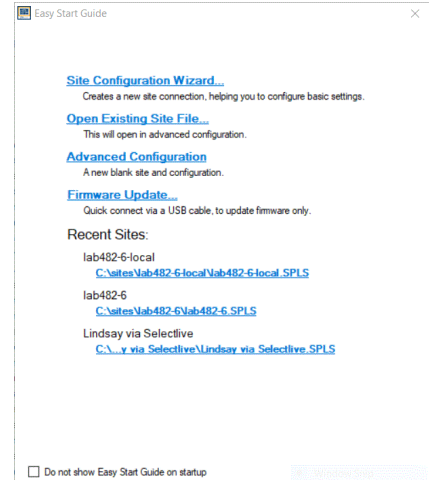 Easy Start Guide
Site Configuration Wizard...
Creates a new site connection, helping you to configure basic settings.
Open Existing Site File...
This will open in advanced configuration.
Advanced Configuration
A new blank site and configuration.
Firmware Update...
Quick connect via a USB cable, to update firmware only.
Recent Sites:
lab482-6-local
C:\sites\lab482-6-local\lab482-6-local.SPLS
lab482-6
C:\sites\lab482-6\lab482-6.SPLS
Lindsay via Selectlive
C:\...y via Selectlive\Lindsay via Selectlive.SPLS
Do not show Easy Start Guide on startup
Window Snip